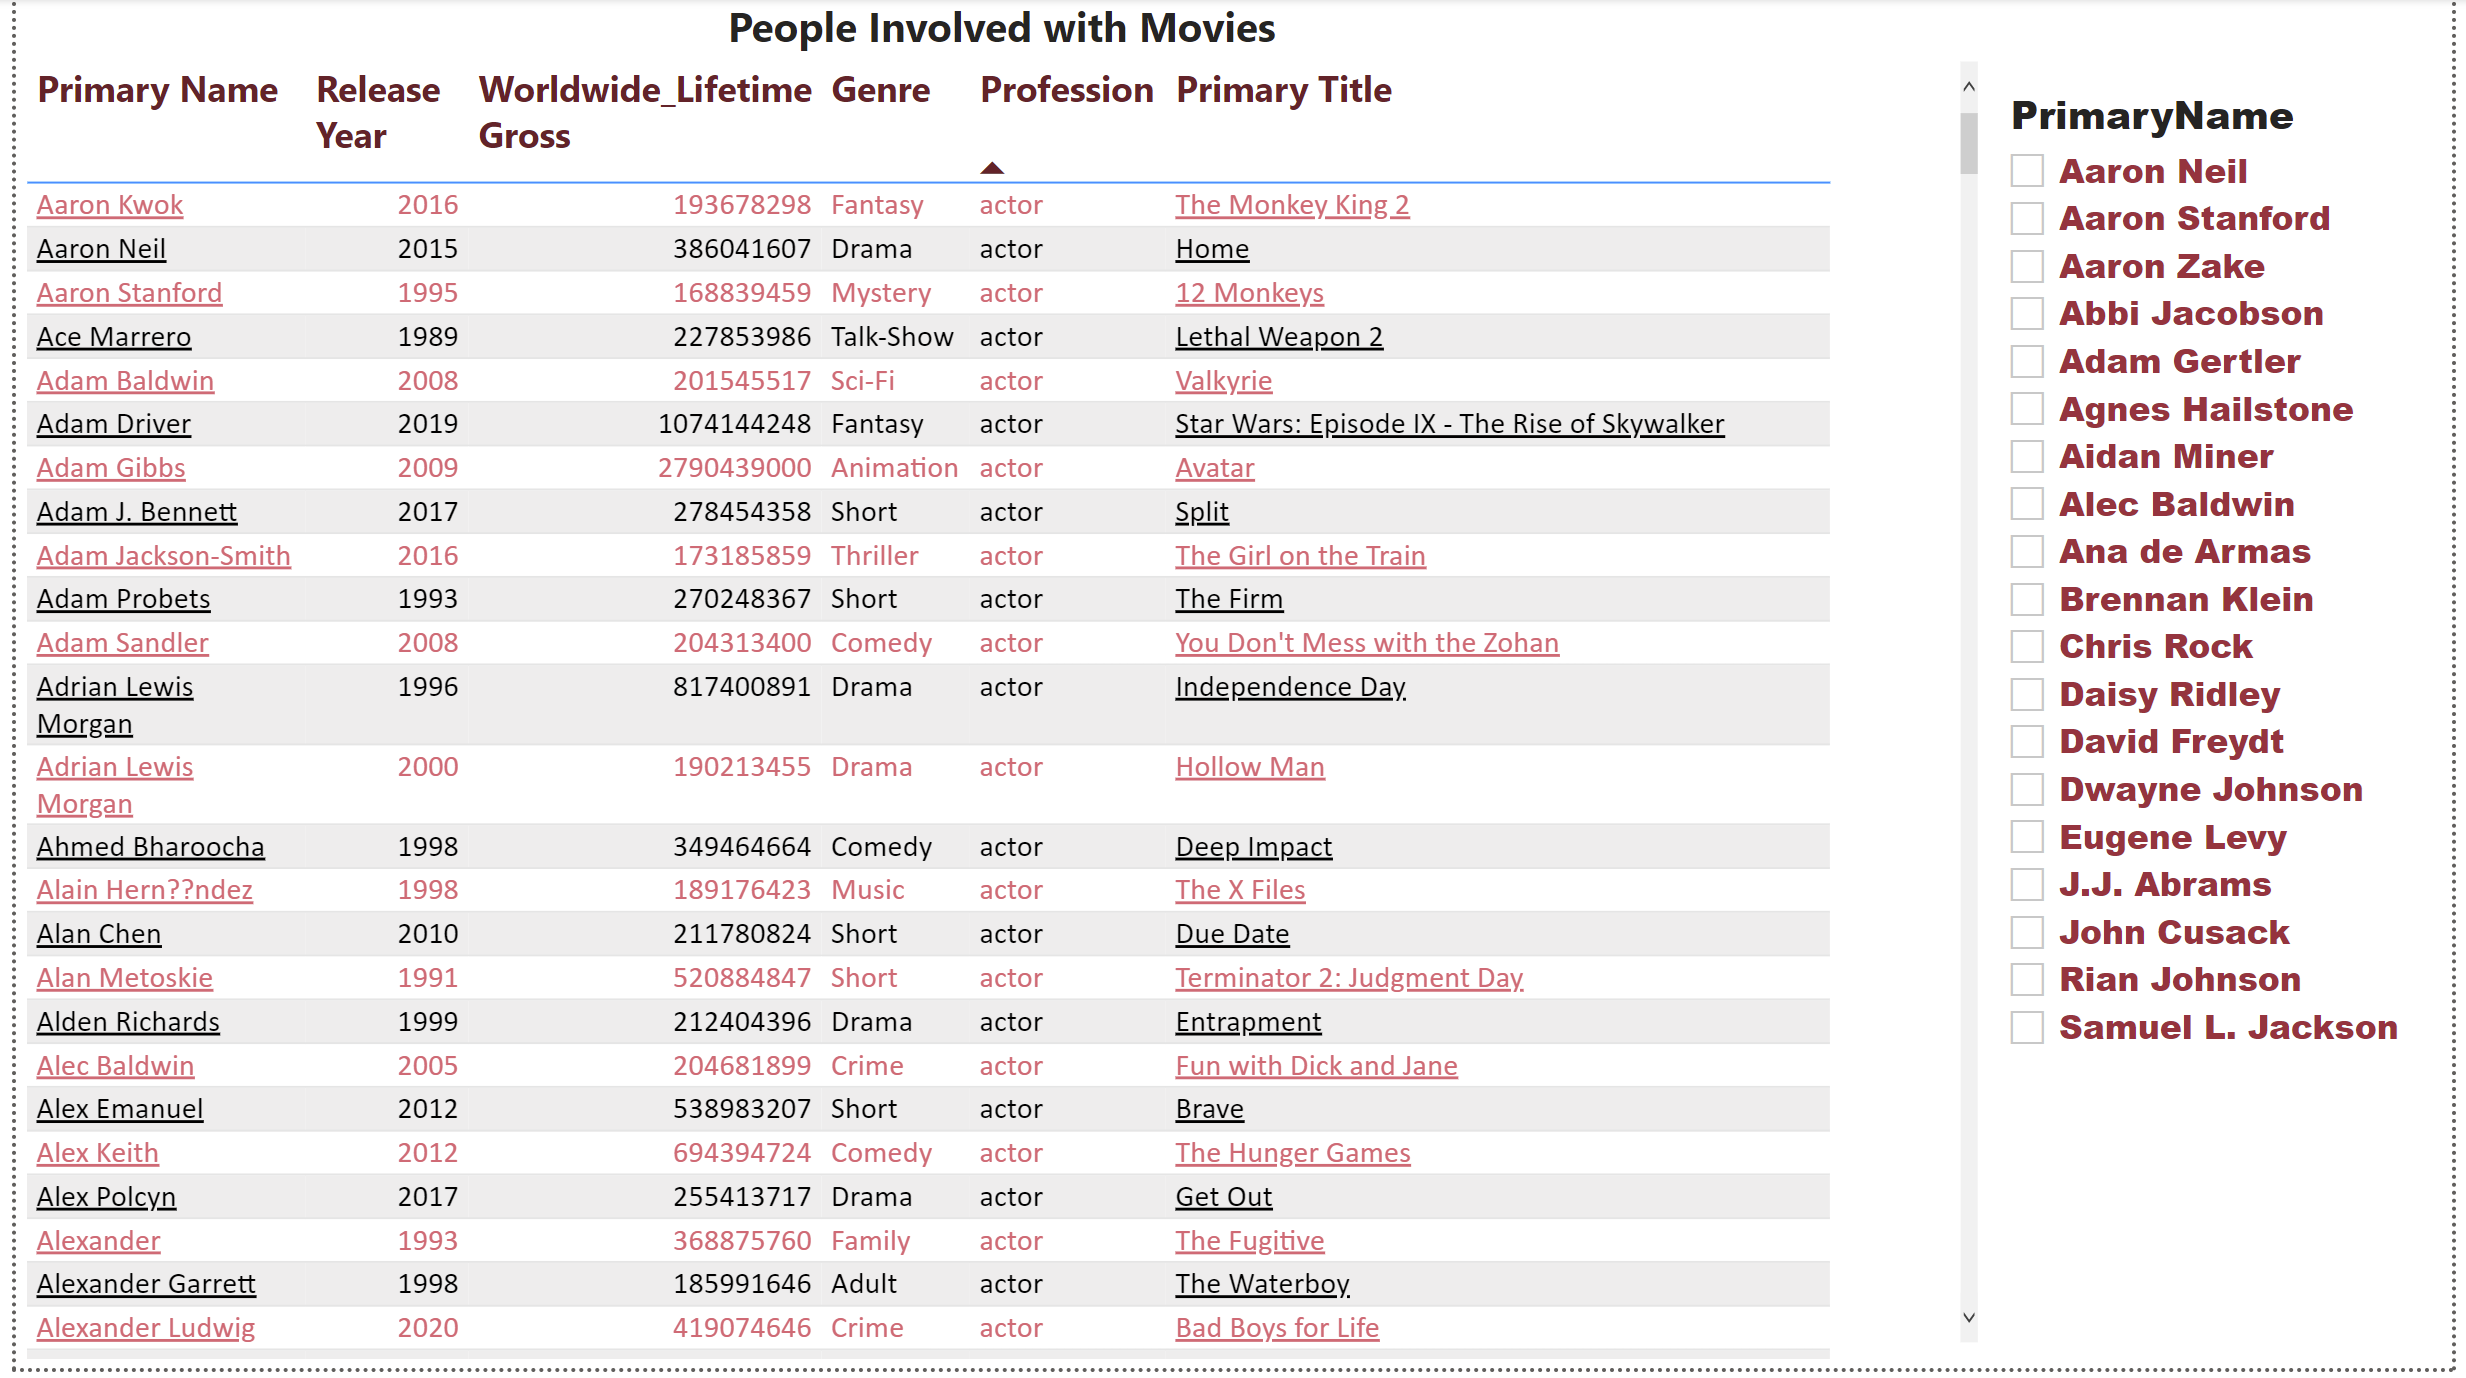 People Involved with Movies
Primary Name Release Year Worldwide_Lifetime Gross Genre Profession Primary Title
Aaron Kwok 2016 193678298 Fantasy actor The Monkey King 2
Aaron Neil 2015 386041607 Drama actor Home
Aaron Stanford 1995 168839459 Mystery actor 12 Monkeys
Ace Marrero 1989 227853986 Talk-Show actor Lethal Weapon 2
Adam Baldwin 2008 201545517 Sci-Fi actor Valkyrie
Adam Driver 2019 1074144248 Fantasy actor Star Wars: Episode IX - The Rise of Skywalker
Adam Gibbs 2009 2790439000 Animation actor Avatar
Adam J. Bennett 2017 278454358 Short actor Split
Adam Jackson-Smith 2016 173185859 Thriller actor The Girl on the Train
Adam Probets 1993 270248367 Short actor The Firm
Adam Sandler 2008 204313400 Comedy actor You Don't Mess with the Zohan
Adrian Lewis Morgan 1996 817400891 Drama actor Independence Day
Adrian Lewis Morgan 2000 190213455 Drama actor Hollow Man
Ahmed Bharoocha 1998 349464664 Comedy actor Deep Impact
Alain Hern??ndez 1998 189176423 Music actor The X Files
Alan Chen 2010 211780824 Short actor Due Date
Alan Metoskie 1991 520884847 Short actor Terminator 2: Judgment Day
Alden Richards 1999 212404396 Drama actor Entrapment
Alec Baldwin 2005 204681899 Crime actor Fun with Dick and Jane
Alex Emanuel 2012 538983207 Short actor Brave
Alex Keith 2012 694394724 Comedy actor The Hunger Games
Alex Polcyn 2017 255413717 Drama actor Get Out
Alexander 1993 368875760 Family actor The Fugitive
Alexander Garrett 1998 185991646 Adult actor The Waterboy
Alexander Ludwig 2020 419074646 Crime actor Bad Boys for Life
PrimaryName
Aaron Neil
Aaron Stanford
Aaron Zake
Abbi Jacobson
Adam Gertler
Agnes Hailstone
Aidan Miner
Alec Baldwin
Ana de Armas
Brennan Klein
Chris Rock
Daisy Ridley
David Freydt
Dwayne Johnson
Eugene Levy
J.J. Abrams
John Cusack
Rian Johnson
Samuel L. Jackson